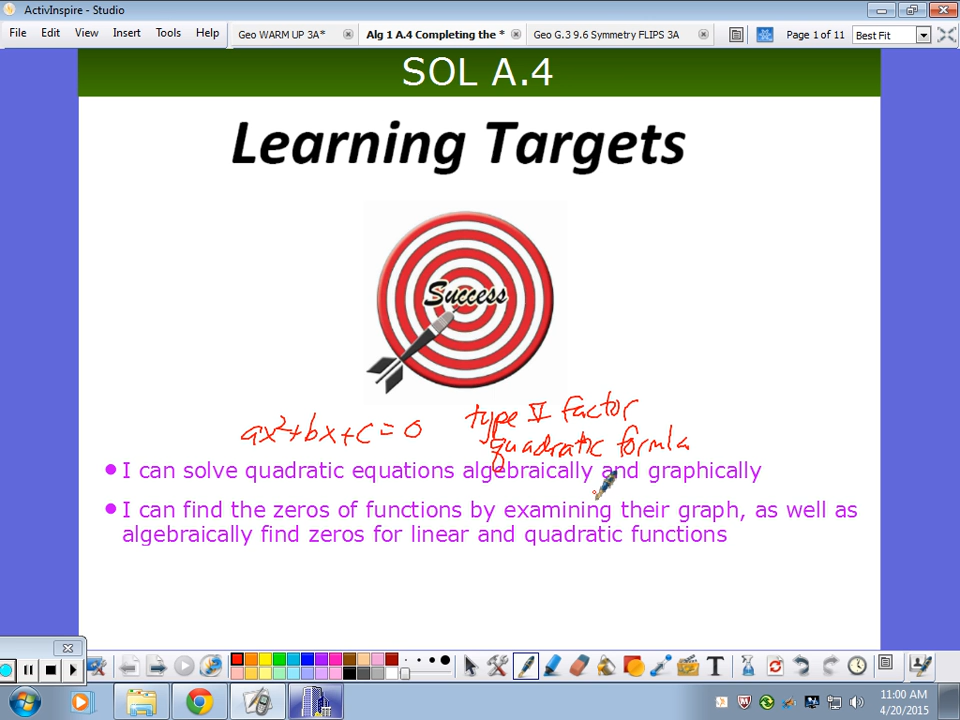 ActivInspire - Studio
File Edit View Insert Tools Help
Geo WARM UP 3A*
Alg 1 A.4 Completing the *
Geo G.3 9.6 Symmetry FLIPS 3A
Page 1 of 11
Best Fit
SOL A.4
Learning Targets
Success
ax²+bx+c=0
type V Factor
quadratic formula
• I can solve quadratic equations algebraically and graphically
• I can find the zeros of functions by examining their graph, as well as
algebraically find zeros for linear and quadratic functions
11:00 AM
4/20/2015